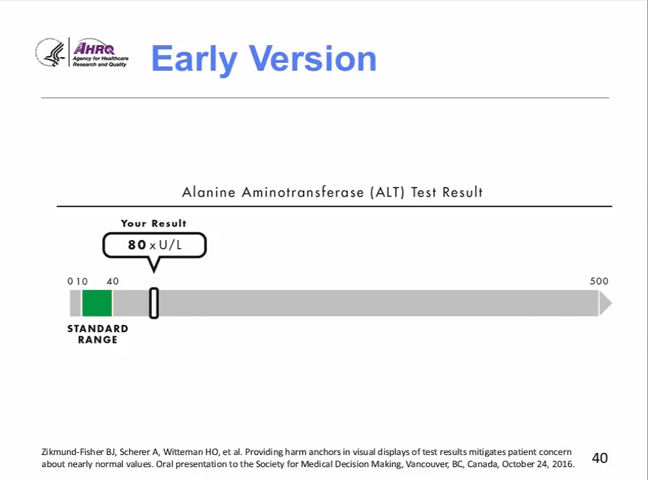 AHRQ
Agency for Healthcare
Research and Quality
Early Version
Alanine Aminotransferase (ALT) Test Result
Your Result
80 x U/L
0 10 40 500
STANDARD
RANGE
Zikmund-Fisher BJ, Scherer A, Witteman HO, et al. Providing harm anchors in visual displays of test results mitigates patient concern
about nearly normal values. Oral presentation to the Society for Medical Decision Making, Vancouver, BC, Canada, October 24, 2016.
40